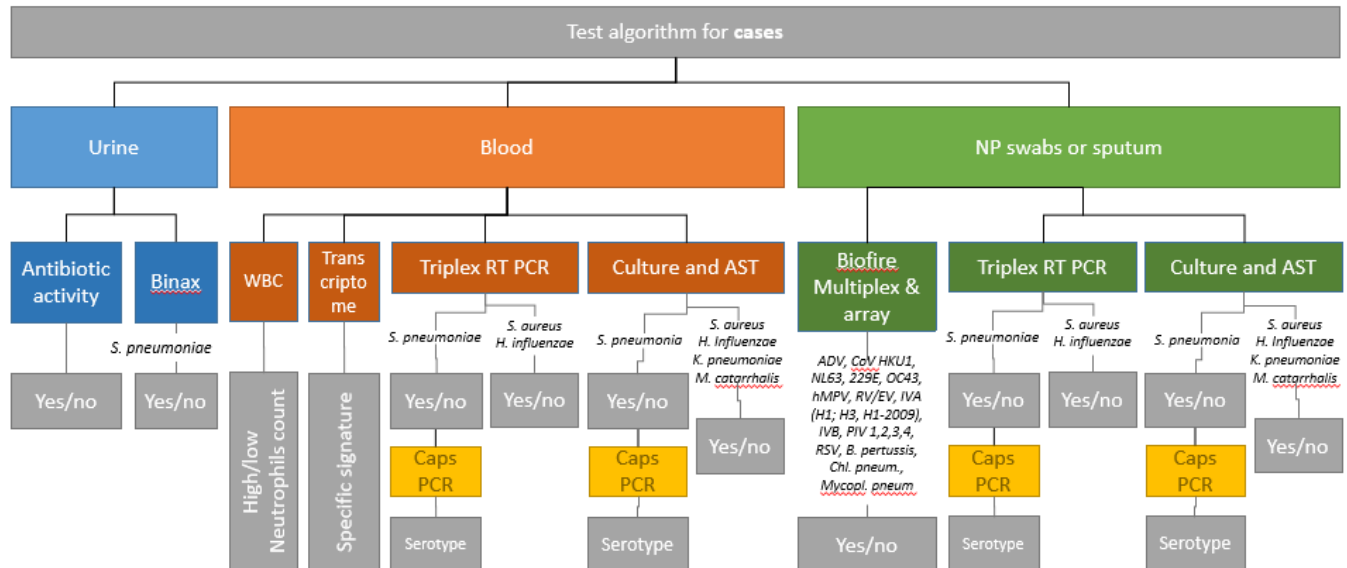 Test algorithm for cases
Urine
Blood
NP swabs or sputum
Antibiotic
activity
Binax
WBC
Trans
cripto
me
Triplex RT PCR
Culture and AST
Biofire
Multiplex &
array
Triplex RT PCR
Culture and AST
S. pneumoniae
S. pneumoniae
S. aureus
H. influenzae
S. pneumonia
S. aureus
H. Influenzae
K. pneumoniae
M. catarrhalis
ADV, CoV HKU1,
NL63, 229E, OC43,
hMPV, RV/EV, IVA
(H1; H3, H1-2009),
IVB, PIV 1,2,3,4,
RSV, B. pertussis,
Chl. pneum.,
Mycopl. pneum
S. pneumoniae
S. aureus
H. influenzae
S. pneumonia
S. aureus
H. Influenzae
K. pneumoniae
M. catarrhalis
Yes/no
Yes/no
High/low
Neutrophils count
Specific signature
Yes/no
Yes/no
Yes/no
Yes/no
Yes/no
Yes/no
Yes/no
Yes/no
Yes/no
Caps
PCR
Caps
PCR
Caps
PCR
Caps
PCR
Serotype
Serotype
Serotype
Serotype